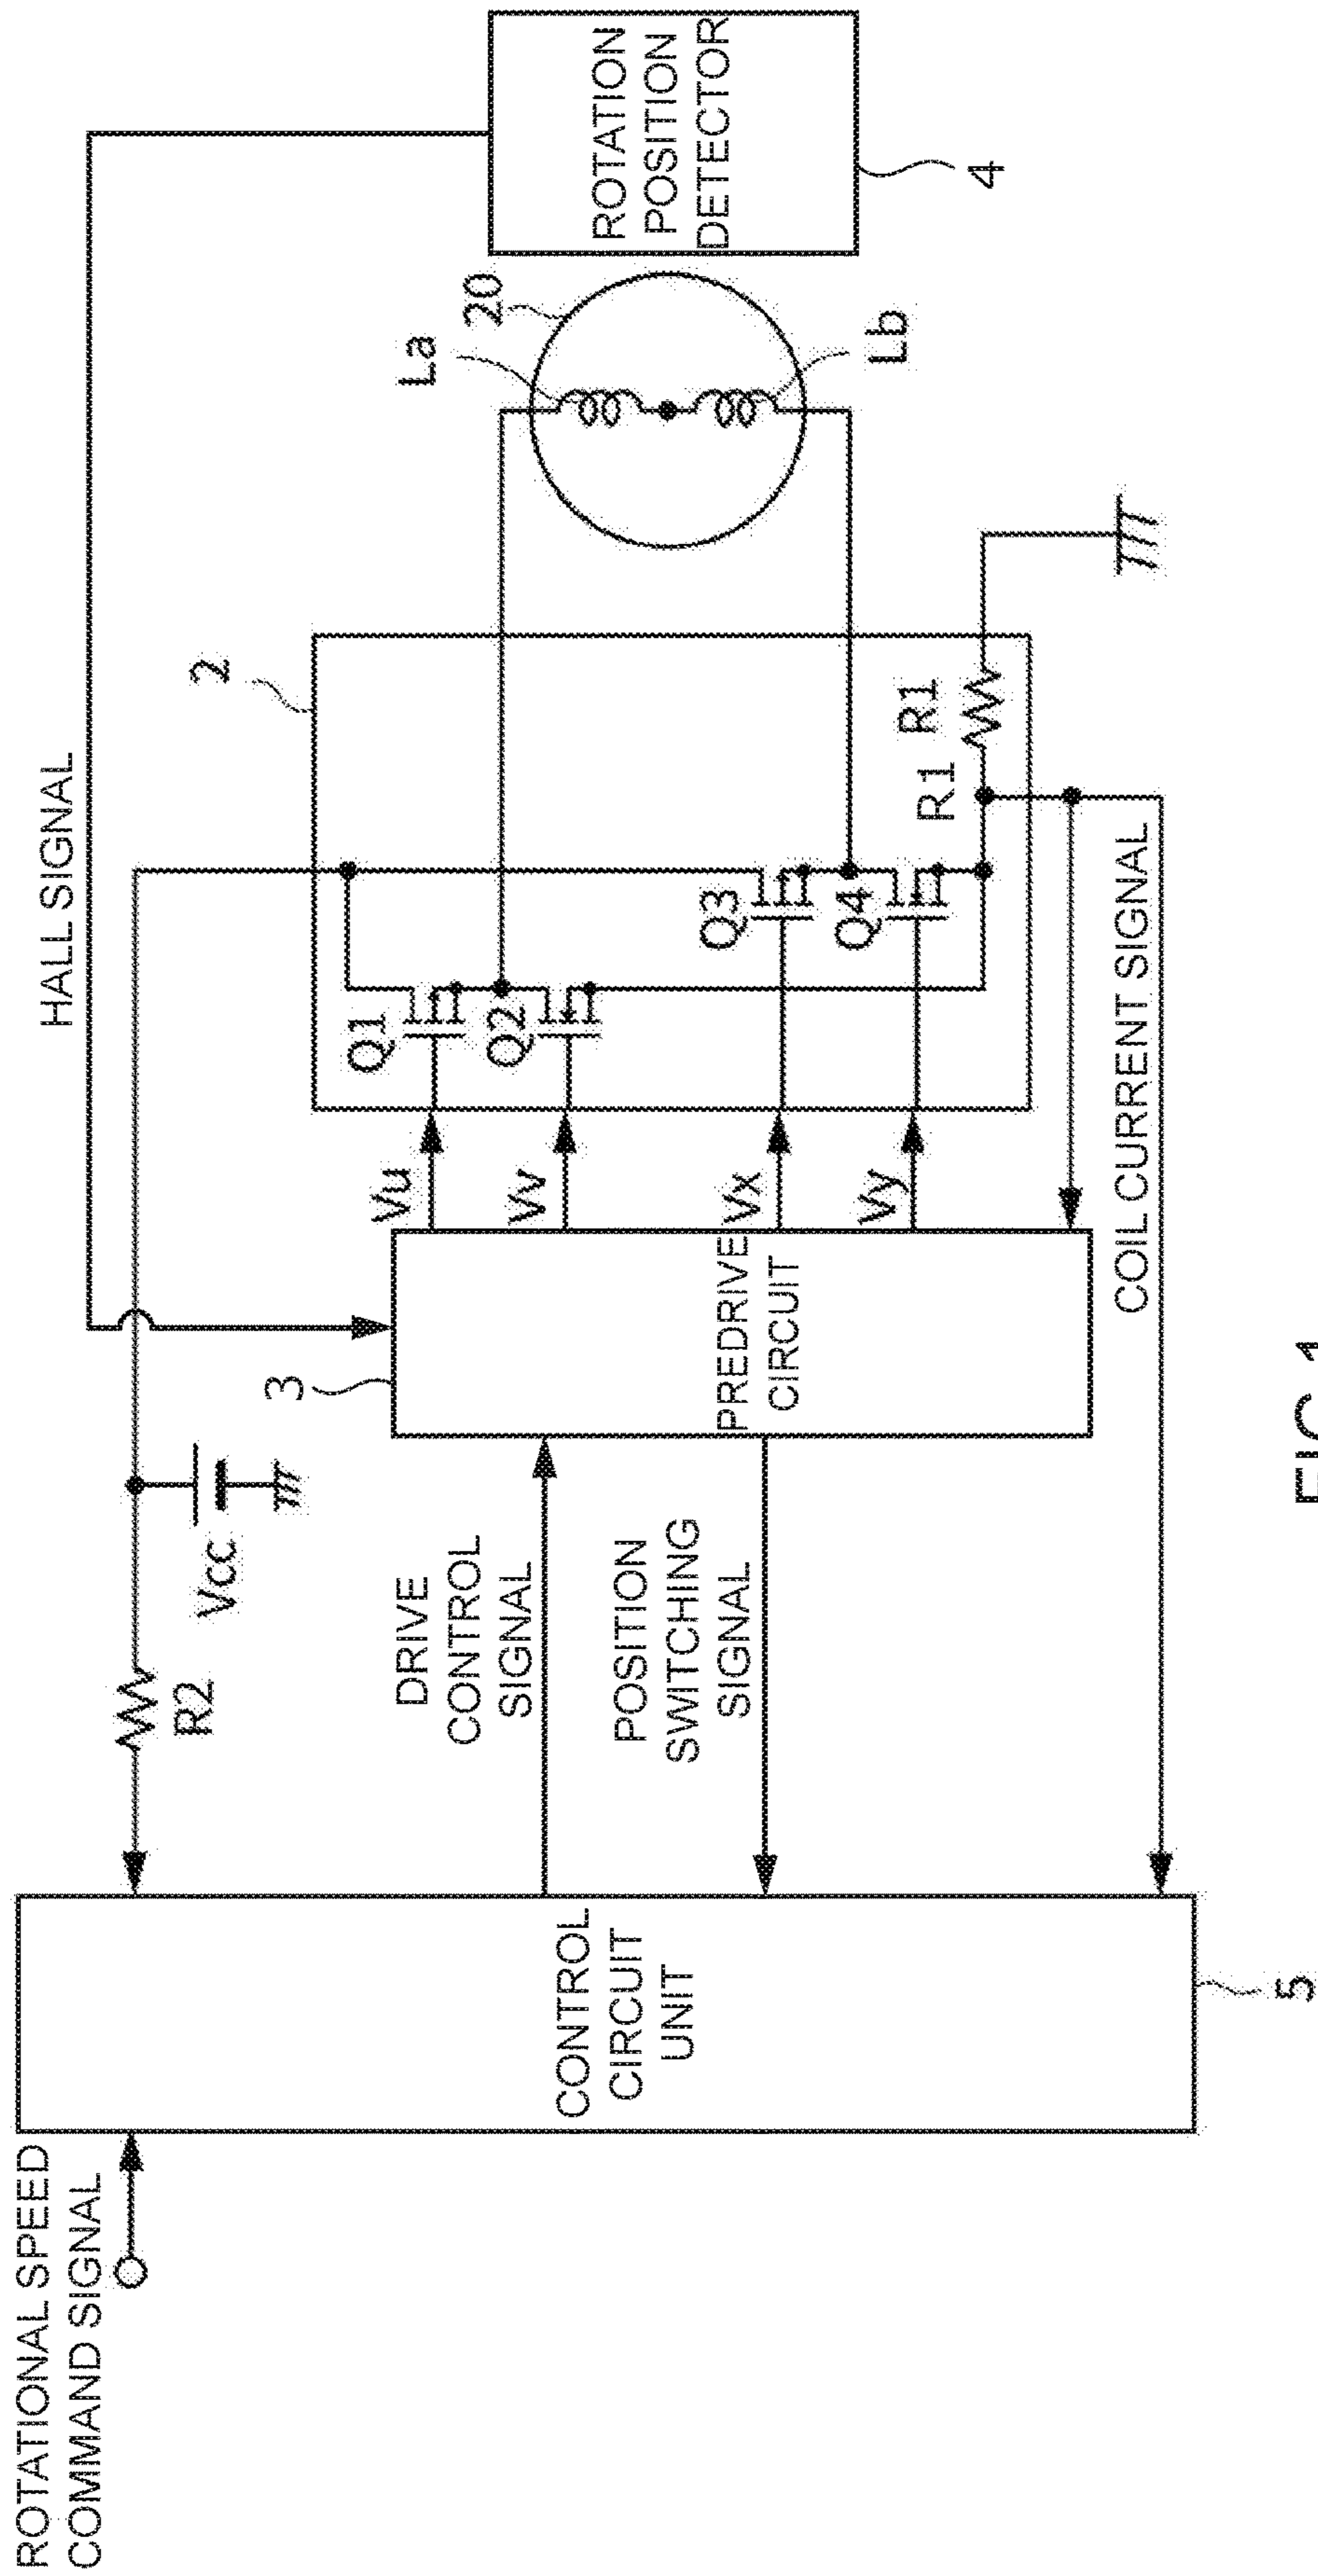 ROTATIONAL SPEED
COMMAND SIGNAL
CONTROL
CIRCUIT
UNIT
5
R2
Vcc
DRIVE
CONTROL
SIGNAL
POSITION
SWITCHING
SIGNAL
3
PREDRIVE
CIRCUIT
HALL SIGNAL
Vu
Vv
Vx
Vy
COIL CURRENT SIGNAL
2
Q1
Q2
Q3
Q4
R1
R1
La
20
Lb
ROTATION
POSITION
DETECTOR
4
FIG. 1